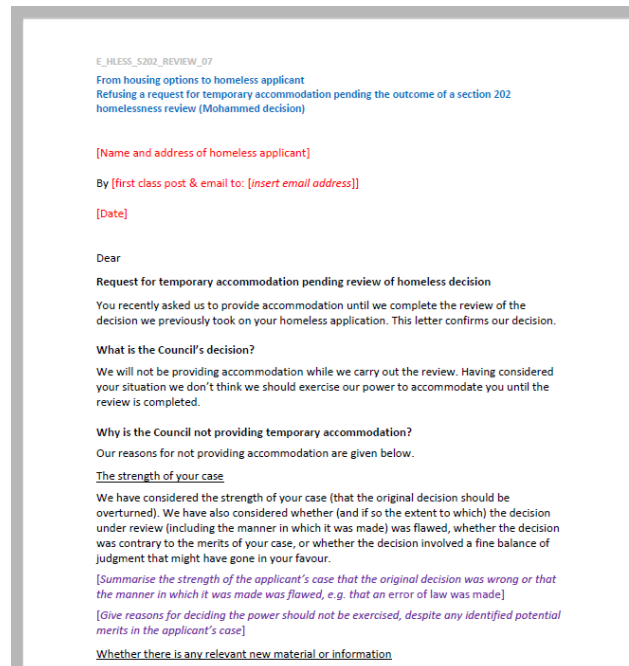 E_HLESS_S202_REVIEW_07
From housing options to homeless applicant
Refusing a request for temporary accommodation pending the outcome of a section 202
homelessness review (Mohammed decision)
[Name and address of homeless applicant]
By [first class post & email to: [insert email address]]
[Date]
Dear
Request for temporary accommodation pending review of homeless decision
You recently asked us to provide accommodation until we complete the review of the
decision we previously took on your homeless application. This letter confirms our decision.
What is the Council's decision?
We will not be providing accommodation while we carry out the review. Having considered
your situation we don't think we should exercise our power to accommodate you until the
review is completed.
Why is the Council not providing temporary accommodation?
Our reasons for not providing accommodation are given below.
The strength of your case
We have considered the strength of your case (that the original decision should be
overturned). We have also considered whether (and if so the extent to which) the decision
under review (including the manner in which it was made) was flawed, whether the decision
was contrary to the merits of your case, or whether the decision involved a fine balance of
judgment that might have gone in your favour.
[Summarise the strength of the applicant's case that the original decision was wrong or that
the manner in which it was made was flawed, e.g. that an error of law was made]
[Give reasons for deciding the power should not be exercised, despite any identified potential
merits in the applicant's case]
Whether there is any relevant new material or information